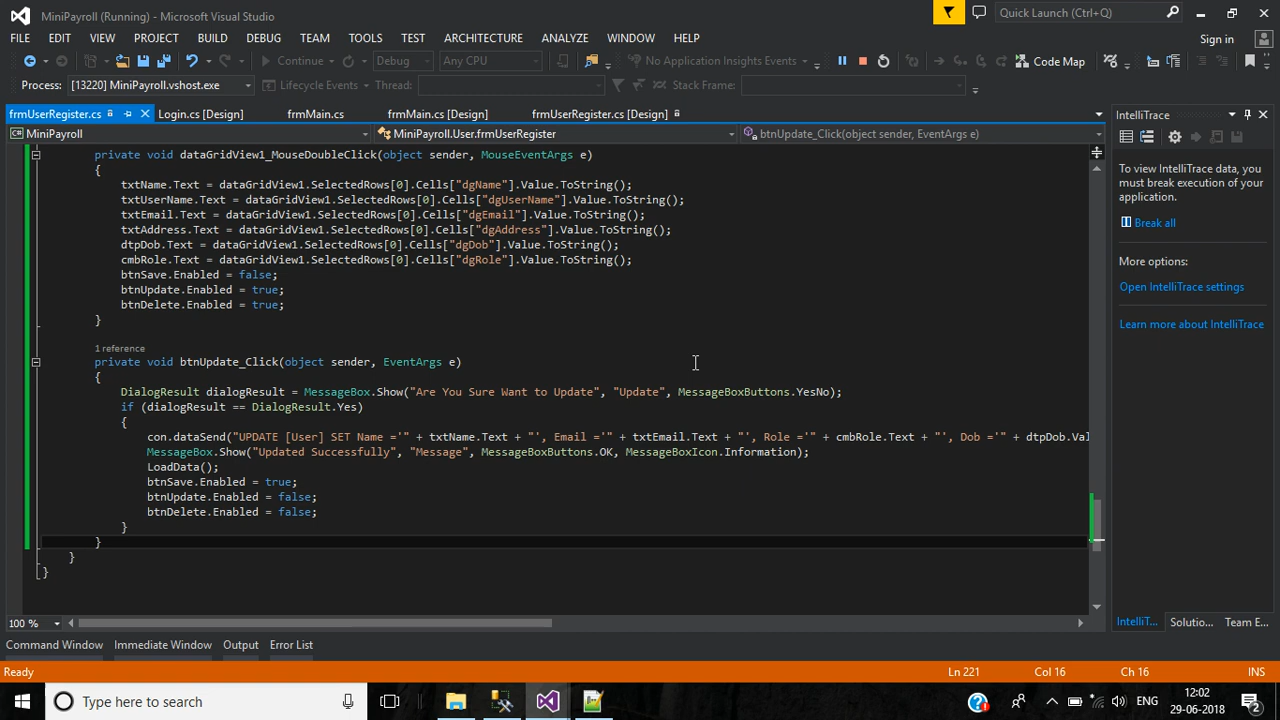 MiniPayroll (Running) - Microsoft Visual Studio
Quick Launch (Ctrl+Q)
FILE EDIT VIEW PROJECT BUILD DEBUG TEAM TOOLS TEST ARCHITECTURE ANALYZE WINDOW HELP
Sign in
Continue Debug Any CPU No Application Insights Events Code Map
Process: [13220] MiniPayroll.vshost.exe Lifecycle Events Thread: Stack Frame:
frmUserRegister.cs Login.cs [Design] frmMain.cs frmMain.cs [Design] frmUserRegister.cs [Design]
MiniPayroll MiniPayroll.User.frmUserRegister btnUpdate_Click(object sender, EventArgs e)
private void dataGridView1_MouseDoubleClick(object sender, MouseEventArgs e)
{
txtName.Text = dataGridView1.SelectedRows[0].Cells["dgName"].Value.ToString();
txtUserName.Text = dataGridView1.SelectedRows[0].Cells["dgUserName"].Value.ToString();
txtEmail.Text = dataGridView1.SelectedRows[0].Cells["dgEmail"].Value.ToString();
txtAddress.Text = dataGridView1.SelectedRows[0].Cells["dgAddress"].Value.ToString();
dtpDob.Text = dataGridView1.SelectedRows[0].Cells["dgDob"].Value.ToString();
cmbRole.Text = dataGridView1.SelectedRows[0].Cells["dgRole"].Value.ToString();
btnSave.Enabled = false;
btnUpdate.Enabled = true;
btnDelete.Enabled = true;
}
1 reference
private void btnUpdate_Click(object sender, EventArgs e)
{
DialogResult dialogResult = MessageBox.Show("Are You Sure Want to Update", "Update", MessageBoxButtons.YesNo);
if (dialogResult == DialogResult.Yes)
{
con.dataSend("UPDATE [User] SET Name ='" + txtName.Text + "', Email ='" + txtEmail.Text + "', Role ='" + cmbRole.Text + "', Dob ='" + dtpDob.Val
MessageBox.Show("Updated Successfully", "Message", MessageBoxButtons.OK, MessageBoxIcon.Information);
LoadData();
btnSave.Enabled = true;
btnUpdate.Enabled = false;
btnDelete.Enabled = false;
}
}
}
}
100 %
IntelliTrace
To view IntelliTrace data, you
must break execution of your
application.
Break all
More options:
Open IntelliTrace settings
Learn more about IntelliTrace
IntelliT... Solutio... Team E...
Command Window Immediate Window Output Error List
Ready Ln 221 Col 16 Ch 16 INS
Type here to search
ENG
12:02
29-06-2018
2